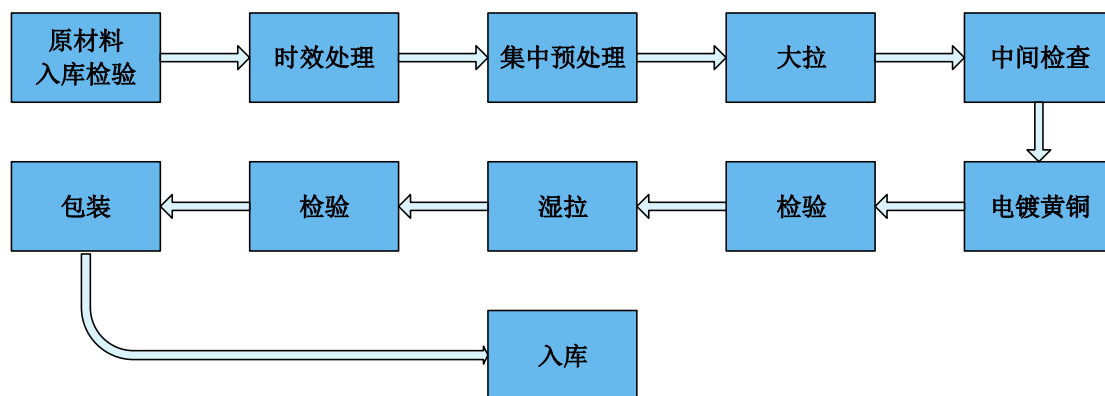 原材料
入库检验
时效处理
集中预处理
大拉
中间检查
电镀黄铜
检验
湿拉
检验
包装
入库